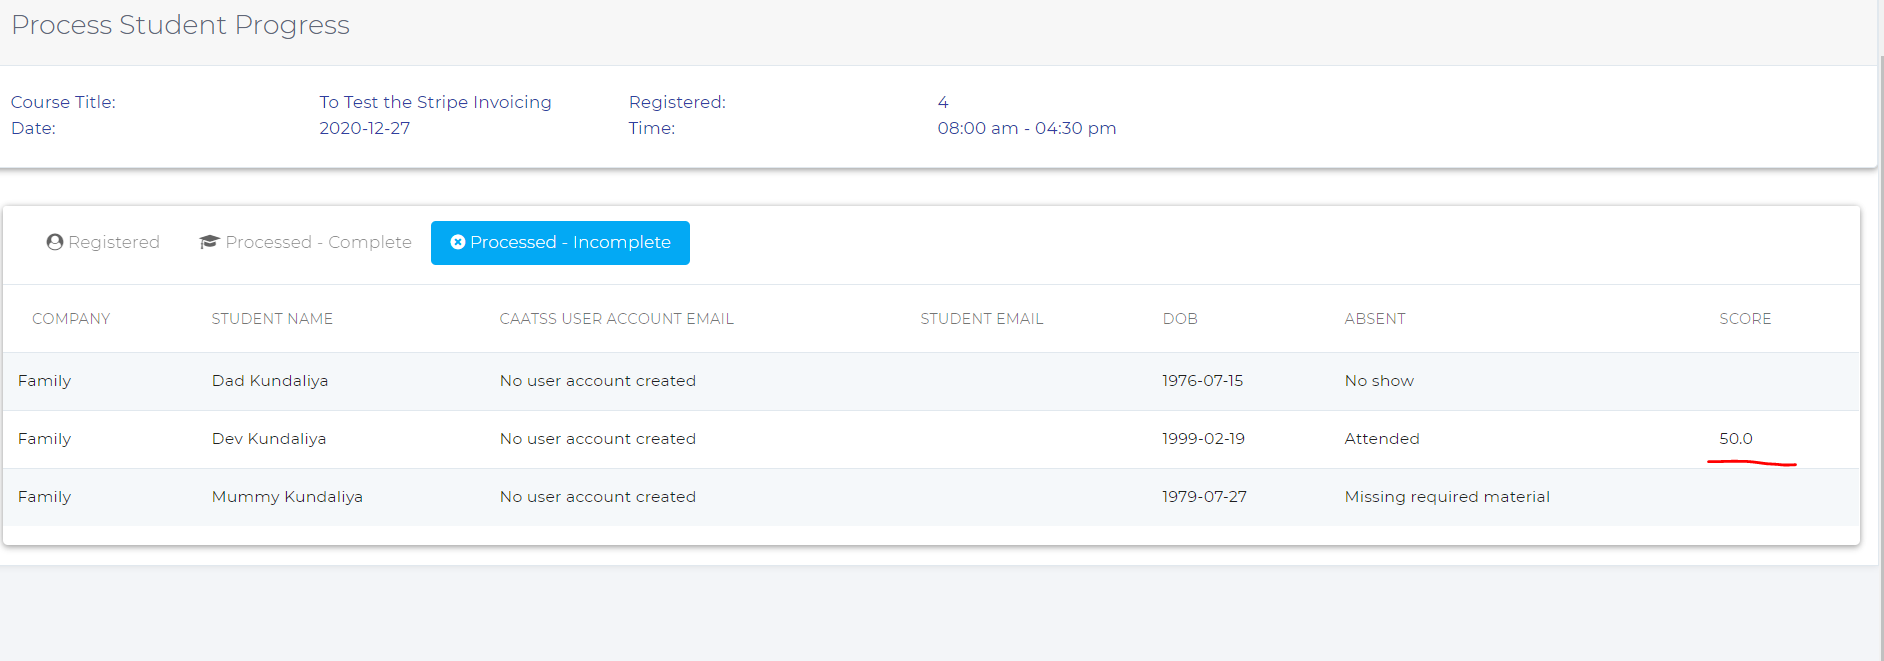 Process Student Progress
Course Title: To Test the Stripe Invoicing Registered: 4
Date: 2020-12-27 Time: 08:00 am - 04:30 pm
Registered Processed - Complete Processed - Incomplete
COMPANY STUDENT NAME CAATSS USER ACCOUNT EMAIL STUDENT EMAIL DOB ABSENT SCORE
Family Dad Kundaliya No user account created 1976-07-15 No show
Family Dev Kundaliya No user account created 1999-02-19 Attended 50.0
Family Mummy Kundaliya No user account created 1979-07-27 Missing required material